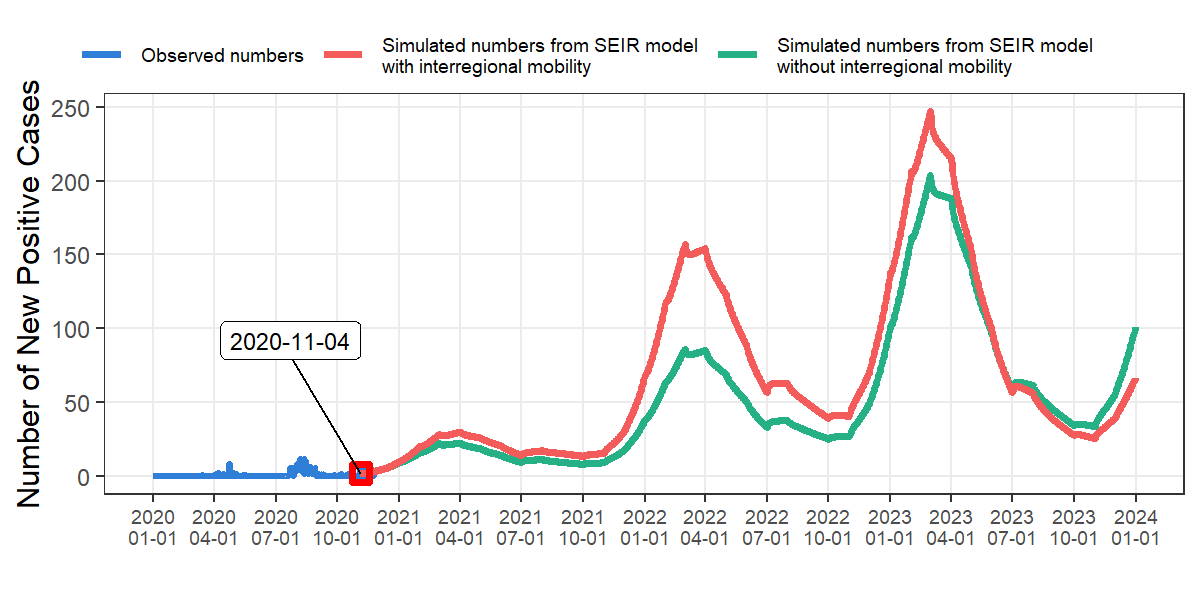 Observed numbers
Simulated numbers from SEIR model
with interregional mobility
Simulated numbers from SEIR model
without interregional mobility
Number of New Positive Cases
250
200
150
100
50
0
2020-11-04
2020 2020 2020 2020 2021 2021 2021 2021 2022 2022 2022 2022 2023 2023 2023 2023 2024
01-01 04-01 07-01 10-01 01-01 04-01 07-01 10-01 01-01 04-01 07-01 10-01 01-01 04-01 07-01 10-01 01-01